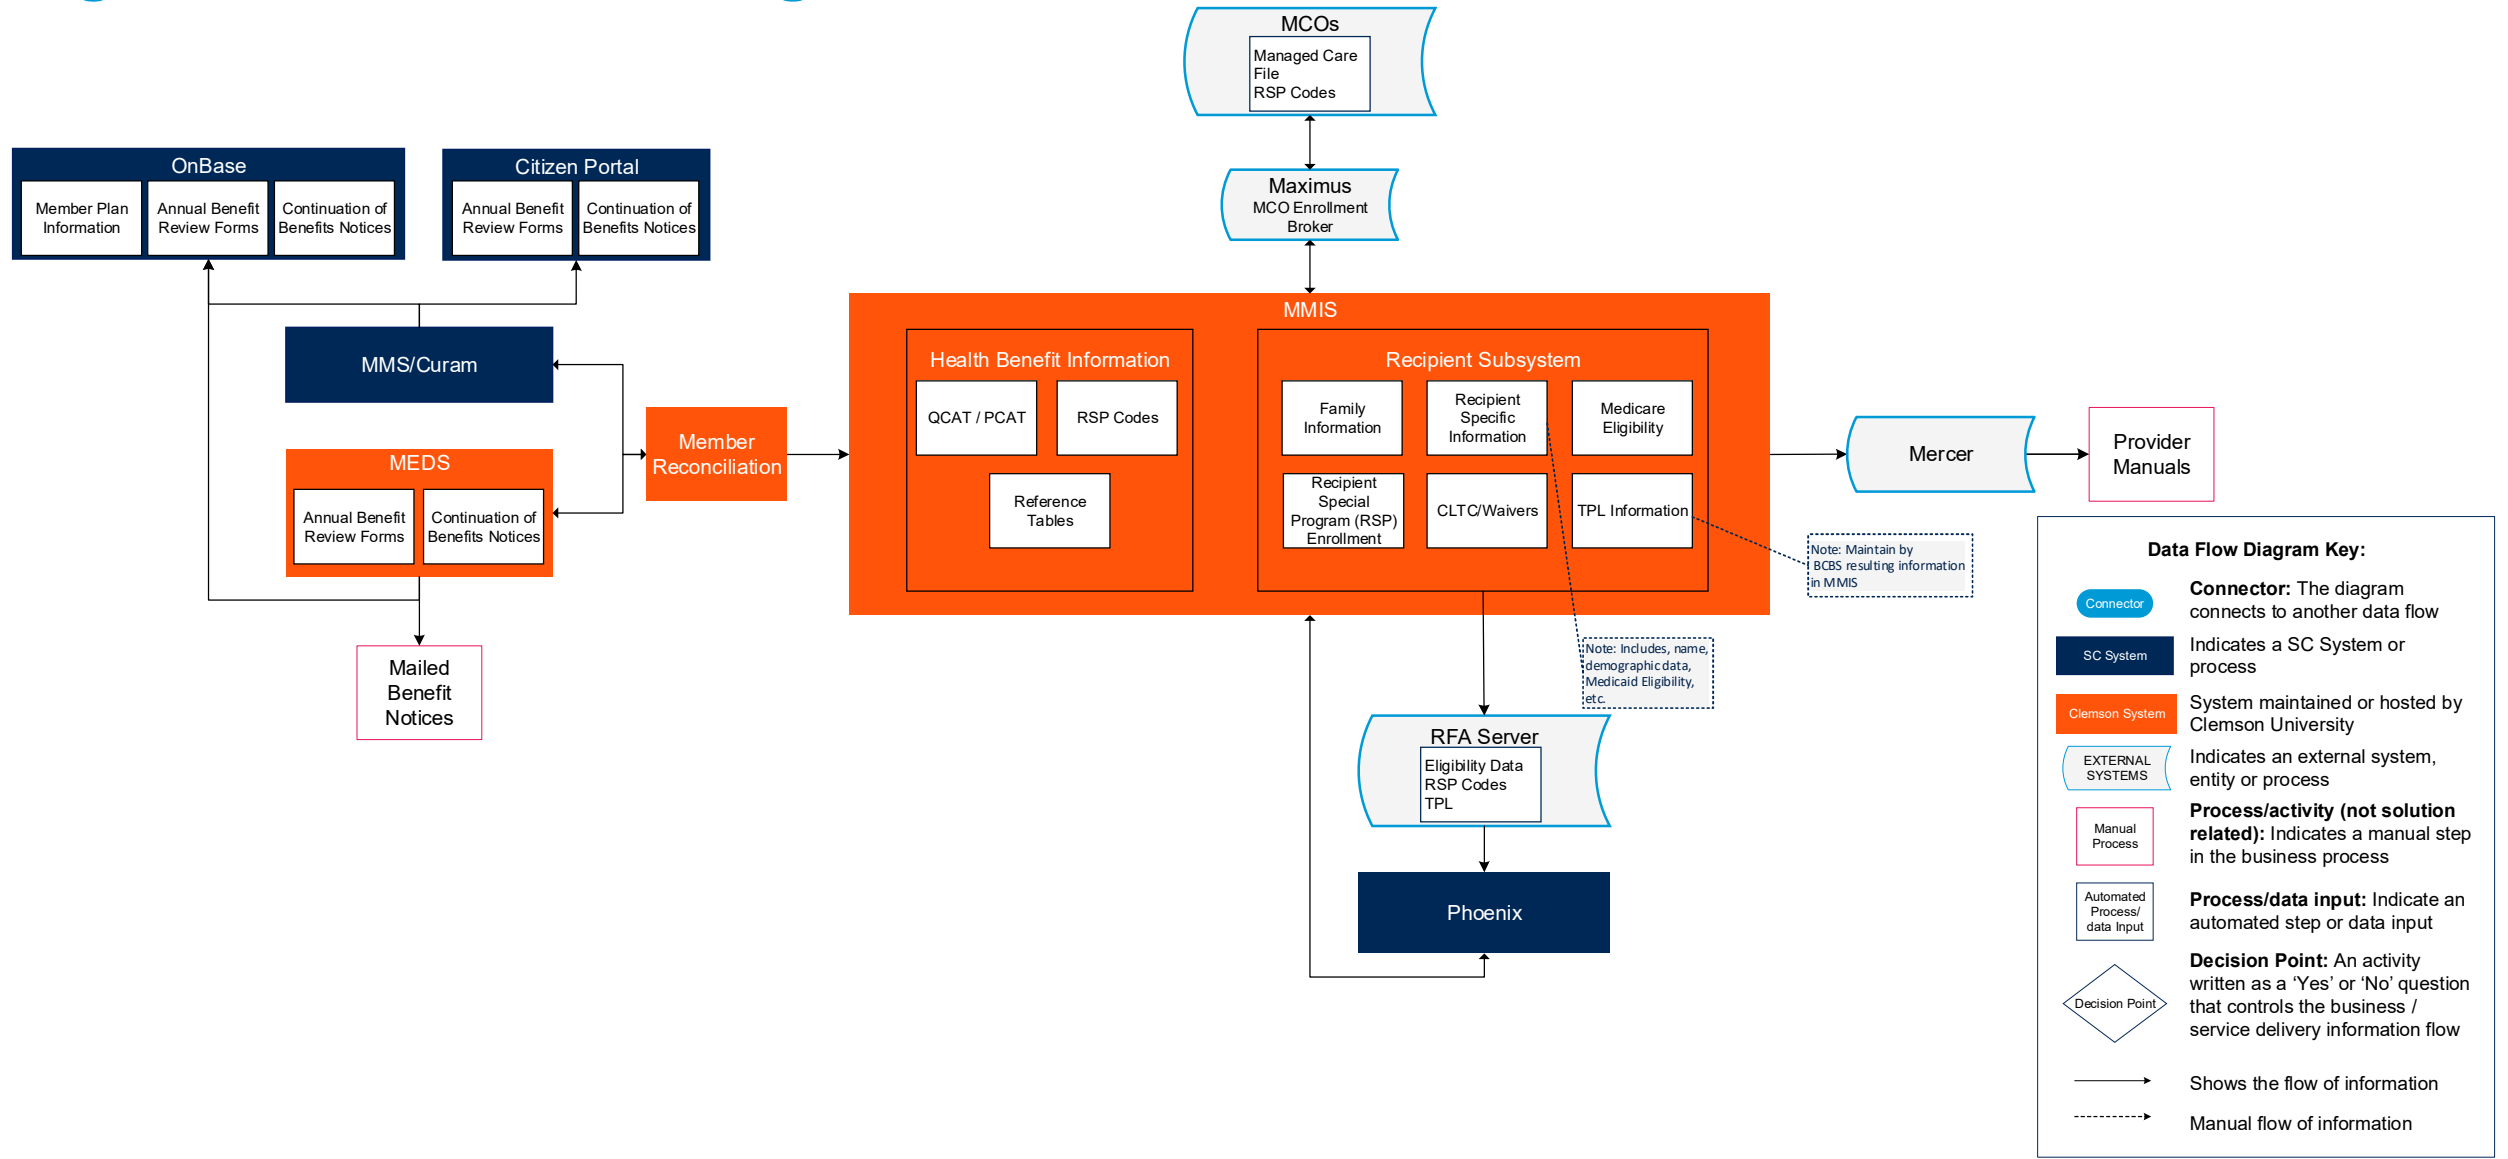 MCOs
Managed Care
File
RSP Codes
Maximus
MCO Enrollment
Broker
OnBase
Member Plan
Information
Annual Benefit
Review Forms
Continuation of
Benefits Notices
Citizen Portal
Annual Benefit
Review Forms
Continuation of
Benefits Notices
MMS/Curam
MEDS
Annual Benefit
Review Forms
Continuation of
Benefits Notices
Mailed
Benefit
Notices
Member
Reconciliation
MMIS
Health Benefit Information
QCAT / PCAT
RSP Codes
Reference
Tables
Recipient Subsystem
Family
Information
Recipient
Specific
Information
Medicare
Eligibility
Recipient
Special
Program (RSP)
Enrollment
CLTC/Waivers
TPL Information
Note: Maintain by
BCBS resulting information
in MMIS
Note: Includes, name,
demographic data,
Medicaid Eligibility,
etc.
RFA Server
Eligibility Data
RSP Codes
TPL
Phoenix
Mercer
Provider
Manuals
Data Flow Diagram Key:
Connector
Connector: The diagram
connects to another data flow
SC System
Indicates a SC System or
process
Clemson System
System maintained or hosted by
Clemson University
EXTERNAL
SYSTEMS
Indicates an external system,
entity or process
Manual
Process
Process/activity (not solution
related): Indicates a manual step
in the business process
Automated
Process/
data Input
Process/data input: Indicate an
automated step or data input
Decision Point
Decision Point: An activity
written as a ‘Yes’ or ‘No’ question
that controls the business /
service delivery information flow
Shows the flow of information
Manual flow of information